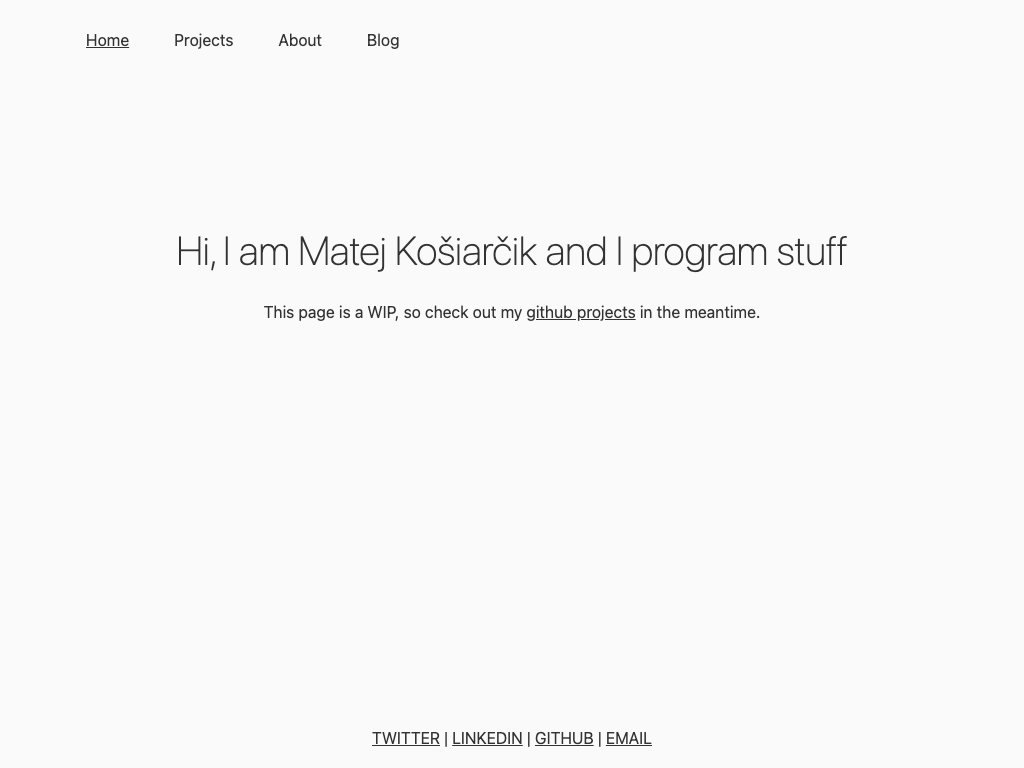 Home Projects About Blog
Hi, I am Matej Košiarčik and I program stuff
This page is a WIP, so check out my github projects in the meantime.
TWITTER | LINKEDIN | GITHUB | EMAIL